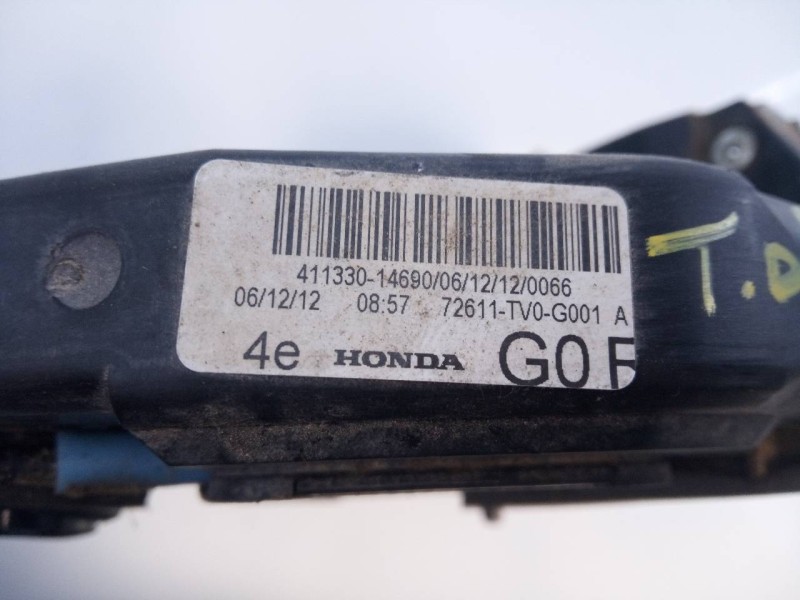 411330-14690/06/12/12/0066
06/12/12 08:57 72611-TV0-G001 A
4e HONDA G0 R
T.D